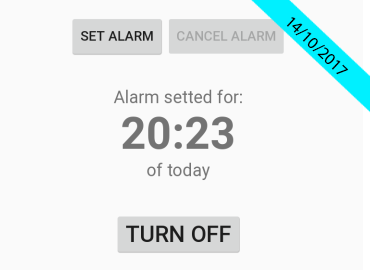 SET ALARM CANCEL ALARM 14/10/2017
Alarm setted for:
20:23
of today
TURN OFF